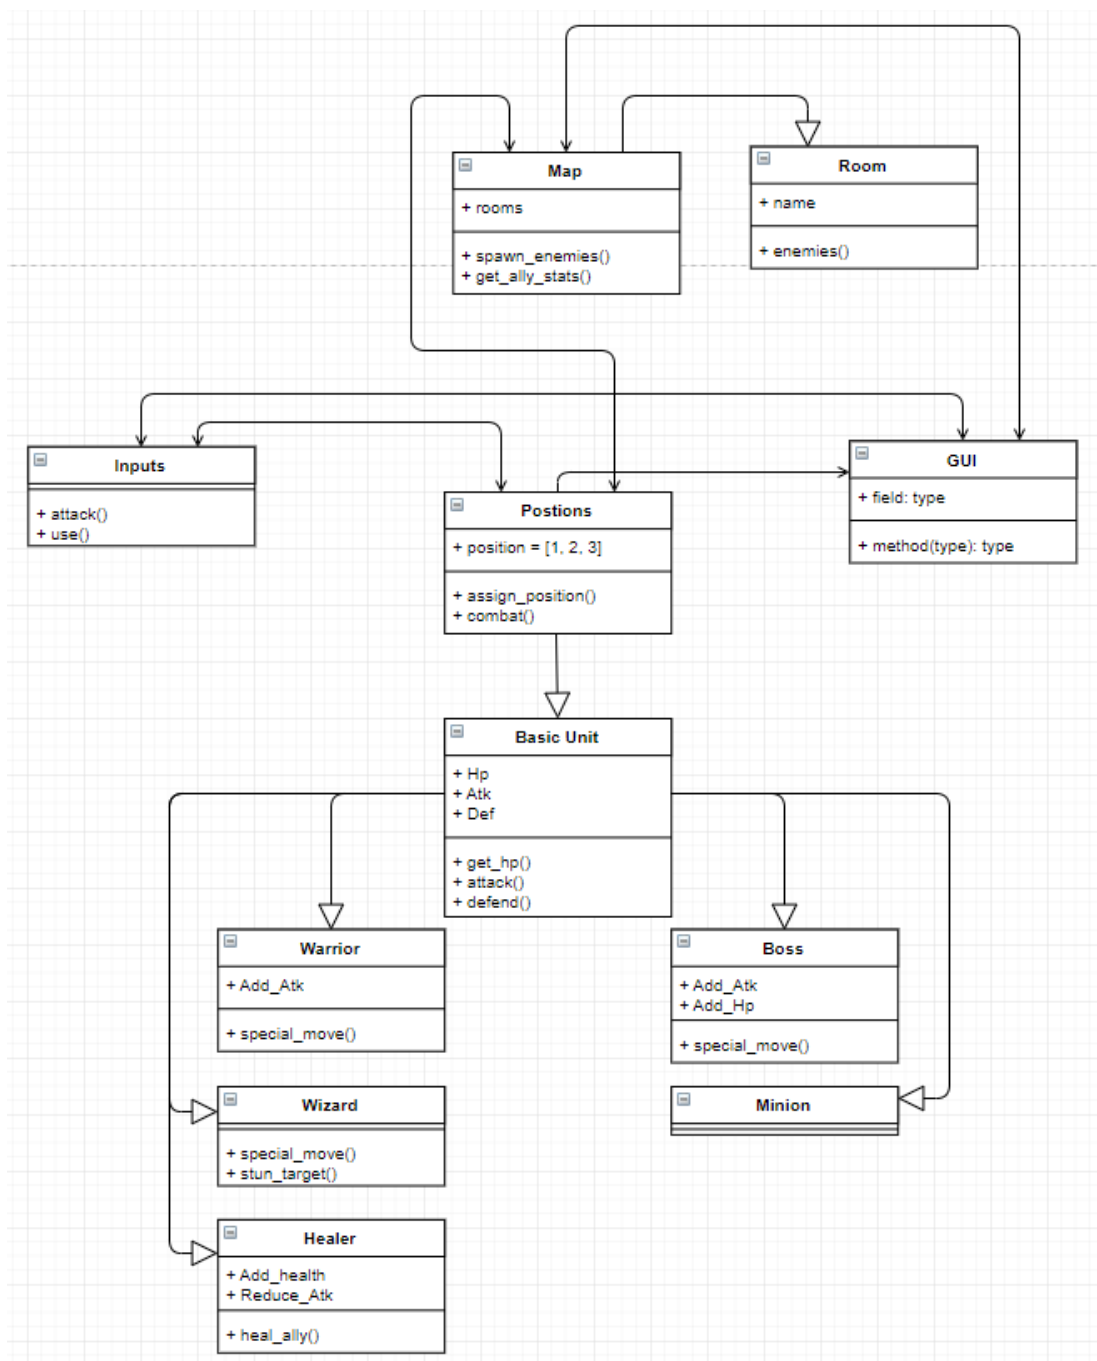 Map
+ rooms
+ spawn_enemies()
+ get_ally_stats()
Room
+ name
+ enemies()
Inputs
+ attack()
+ use()
Postions
+ position = [1, 2, 3]
+ assign_position()
+ combat()
GUI
+ field: type
+ method(type): type
Basic Unit
+ Hp
+ Atk
+ Def
+ get_hp()
+ attack()
+ defend()
Warrior
+ Add_Atk
+ special_move()
Boss
+ Add_Atk
+ Add_Hp
+ special_move()
Wizard
+ special_move()
+ stun_target()
Minion
Healer
+ Add_health
+ Reduce_Atk
+ heal_ally()